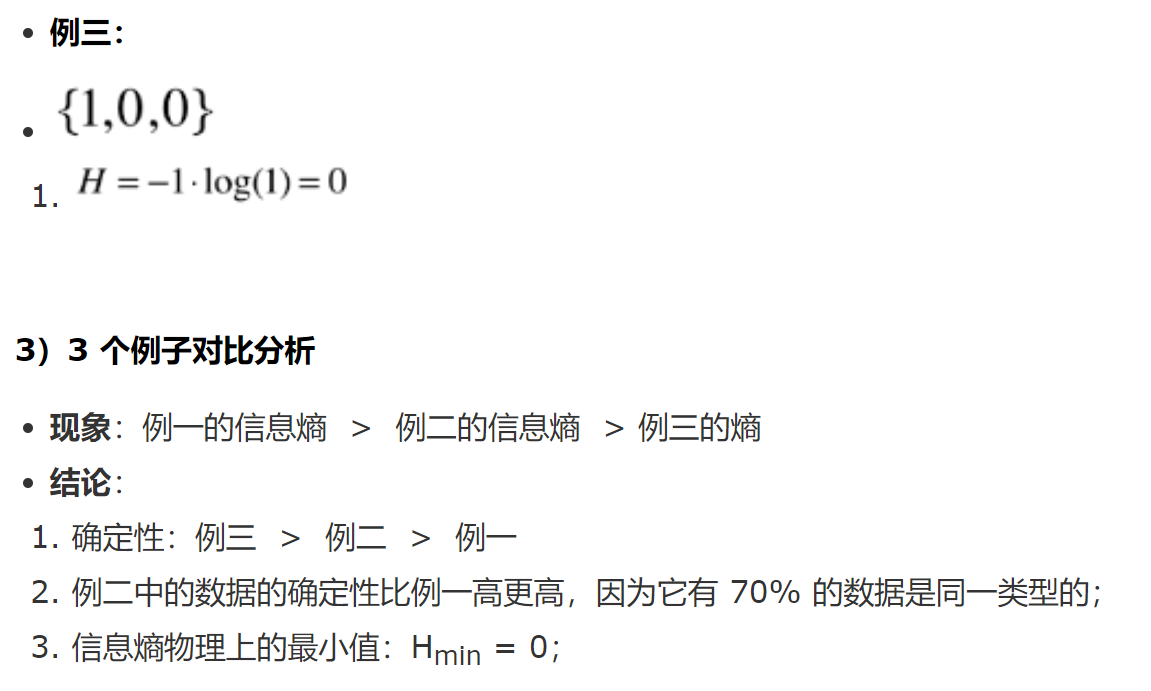 • 例三：
• {1,0,0}
1. H = −1 · log(1) = 0
3）3 个例子对比分析
• 现象：例一的信息熵 > 例二的信息熵 > 例三的熵
• 结论：
1. 确定性：例三 > 例二 > 例一
2. 例二中的数据的确定性比例一高更高，因为它有 70% 的数据是同一类型的；
3. 信息熵物理上的最小值：Hmin = 0；